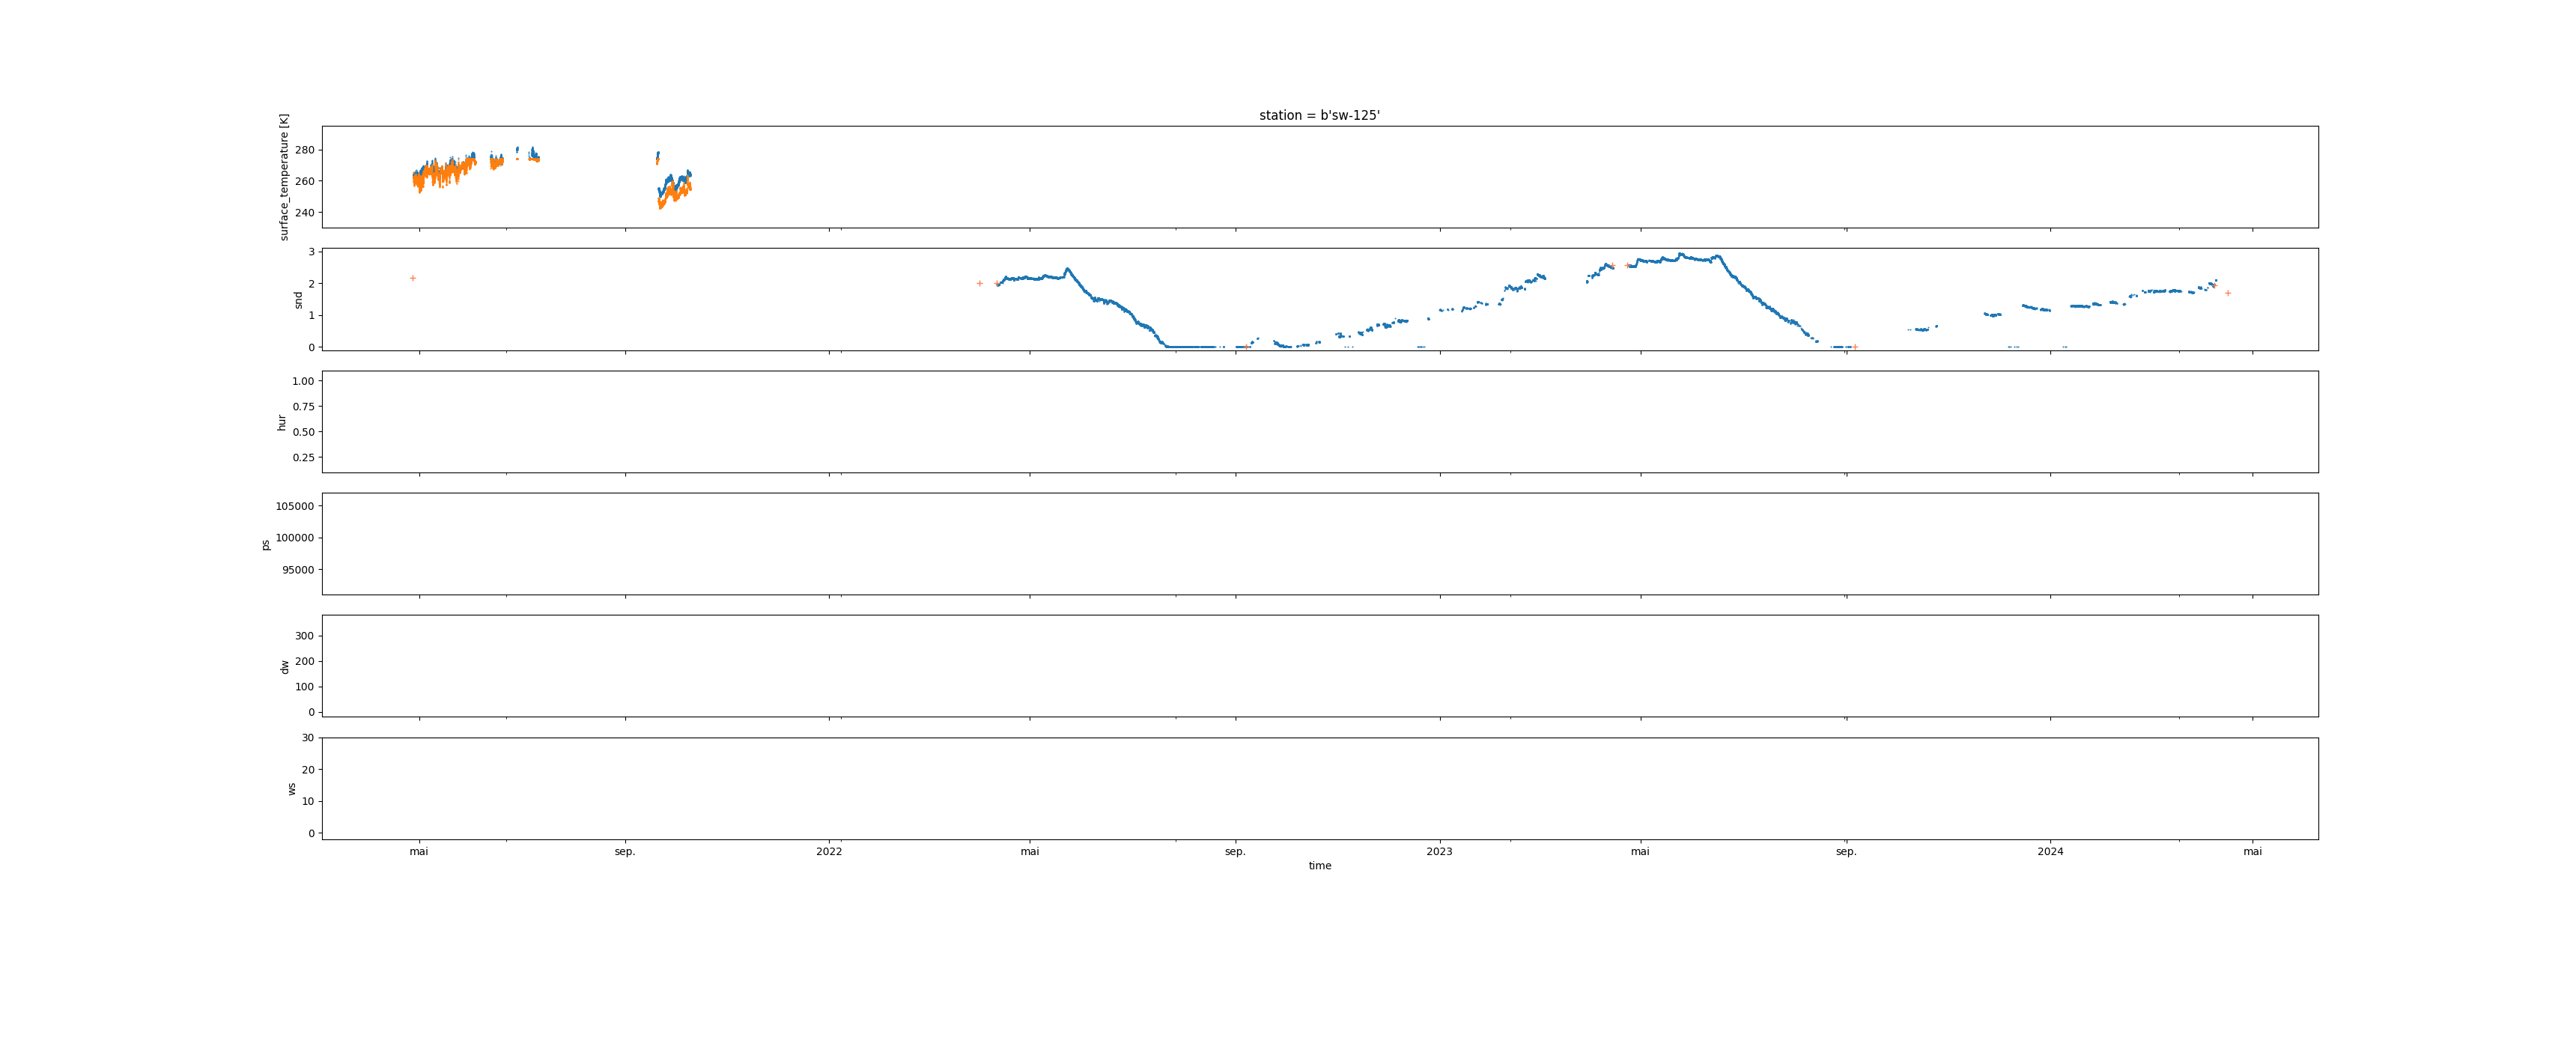 station = b'sw-125'
surface_temperature [K]
280
260
240
snd
3
2
1
0
hur
1.00
0.75
0.50
0.25
ps
105000
100000
95000
dw
300
200
100
0
ws
30
20
10
0
mai sep. 2022 mai sep. 2023 mai sep. 2024 mai
time